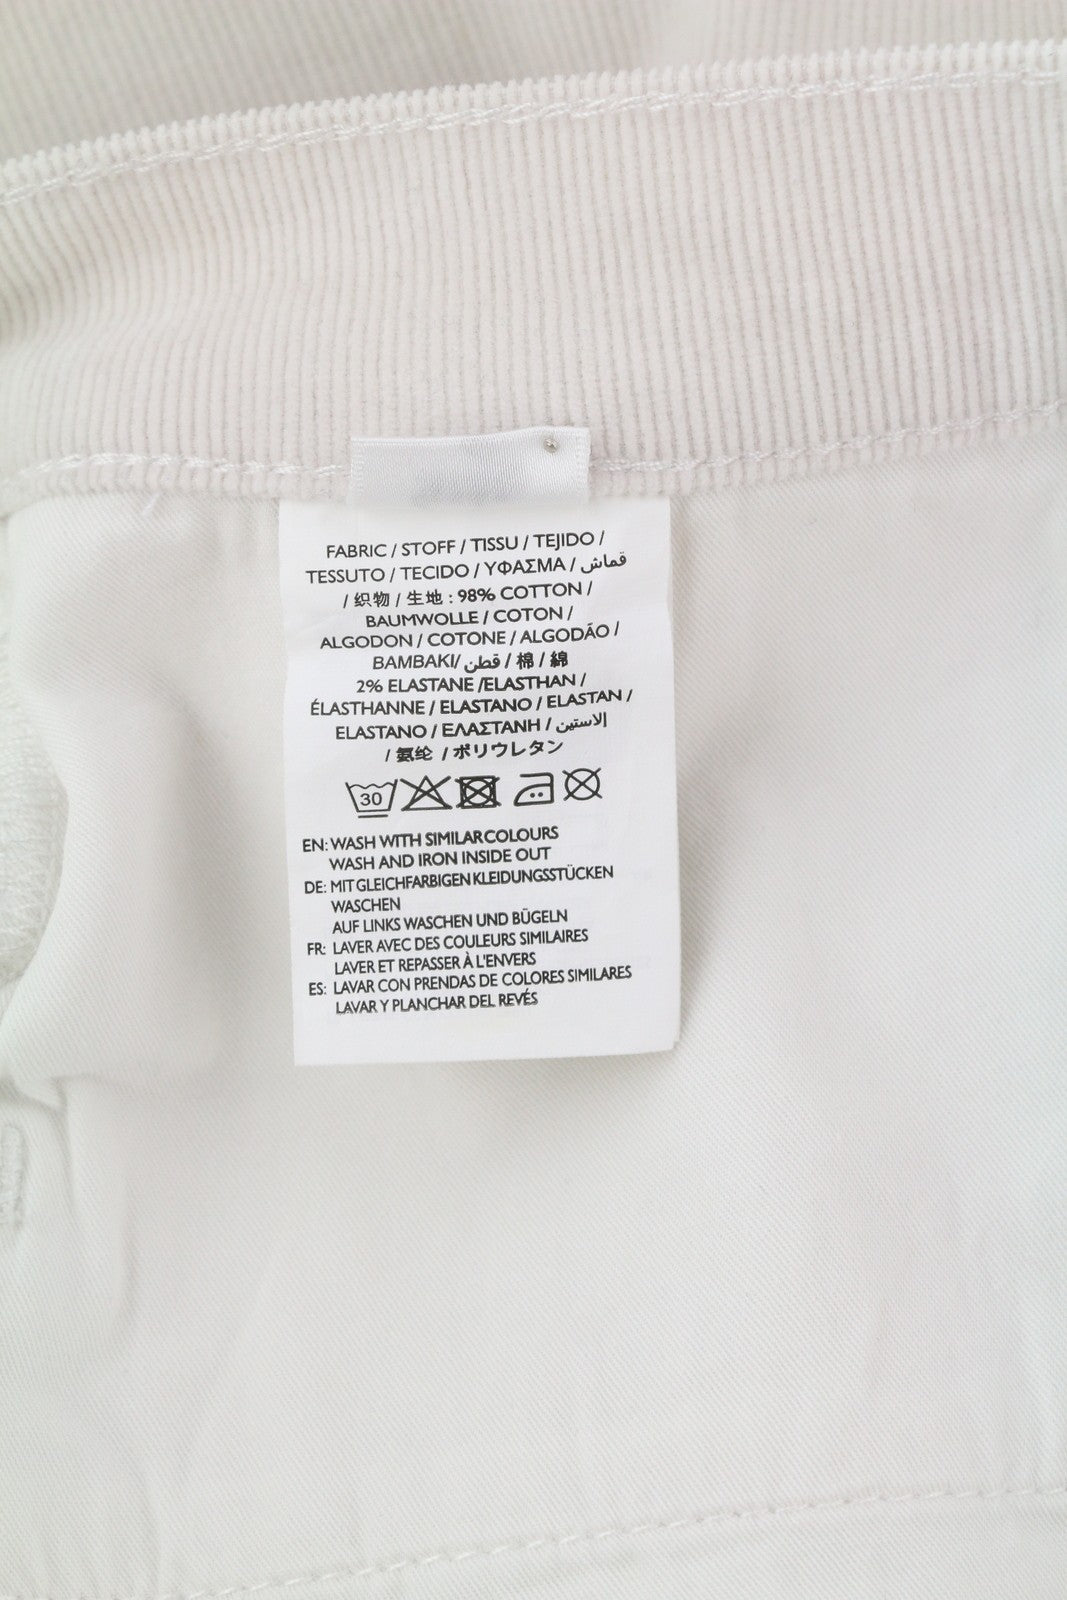 FABRIC / STOFF / TISSU / TEJIDO /
TESSUTO / TECIDO / ΥΦΑΣΜΑ / قماش
/ 织物 / 生地 : 98% COTTON /
BAUMWOLLE / COTON /
ALGODON / COTONE / ALGODÃO /
BAMBAKI/ قطن / 棉 / 綿
2% ELASTANE /ELASTHAN /
ÉLASTHANNE / ELASTANO / ELASTAN /
ELASTANO / ΕΛΑΣΤΑΝΗ / الاستين
/ 氨纶 / ポリウレタン
30
EN: WASH WITH SIMILAR COLOURS
WASH AND IRON INSIDE OUT
DE: MIT GLEICHFARBIGEN KLEIDUNGSSTÜCKEN
WASCHEN
AUF LINKS WASCHEN UND BÜGELN
FR: LAVER AVEC DES COULEURS SIMILAIRES
LAVER ET REPASSER À L'ENVERS
ES: LAVAR CON PRENDAS DE COLORES SIMILARES
LAVAR Y PLANCHAR DEL REVÉS